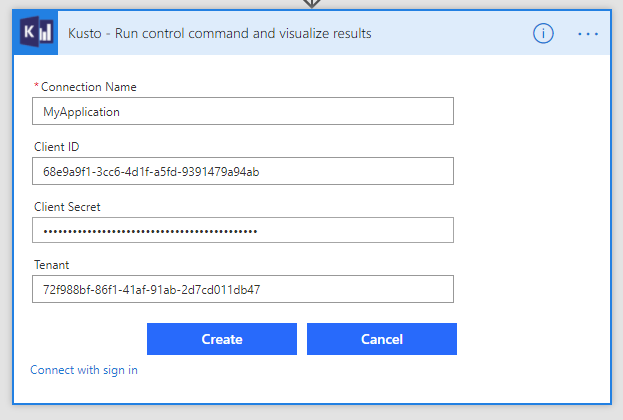 Kusto - Run control command and visualize results
* Connection Name
MyApplication
Client ID
68e9a9f1-3cc6-4d1f-a5fd-9391479a94ab
Client Secret
••••••••••••••••••••••••••••••••••••••••••••
Tenant
72f988bf-86f1-41af-91ab-2d7cd011db47
Create
Cancel
Connect with sign in